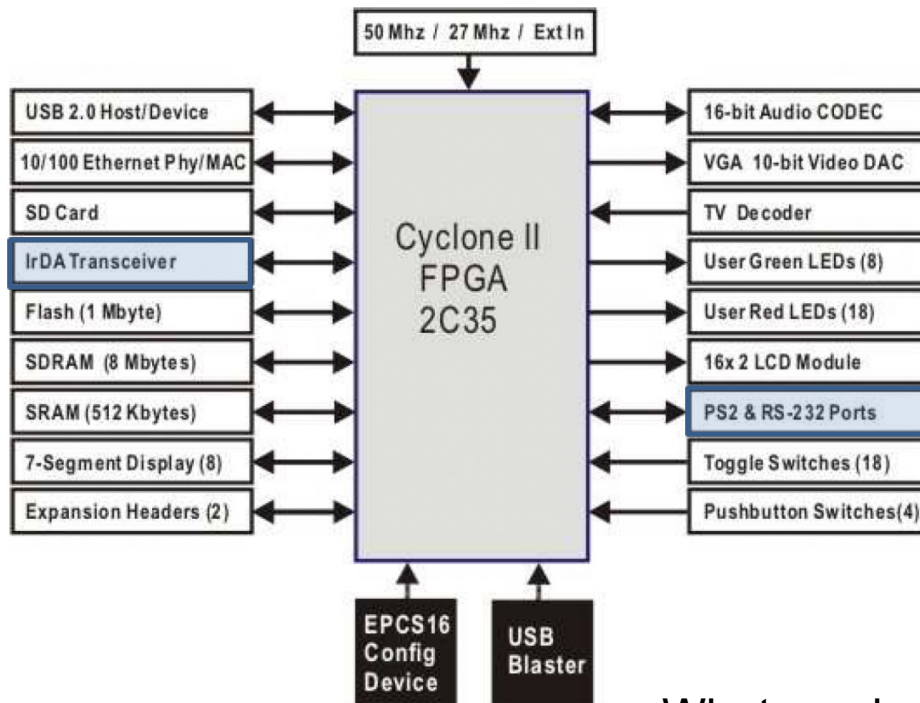 50 Mhz / 27 Mhz / Ext In
USB 2.0 Host/Device
10/100 Ethernet Phy/MAC
SD Card
IrDA Transceiver
Flash (1 Mbyte)
SDRAM (8 Mbytes)
SRAM (512 Kbytes)
7-Segment Display (8)
Expansion Headers (2)
Cyclone II
FPGA
2C35
16-bit Audio CODEC
VGA 10-bit Video DAC
TV Decoder
User Green LEDs (8)
User Red LEDs (18)
16x 2 LCD Module
PS2 & RS-232 Ports
Toggle Switches (18)
Pushbutton Switches(4)
EPCS16
Config
Device
USB
Blaster